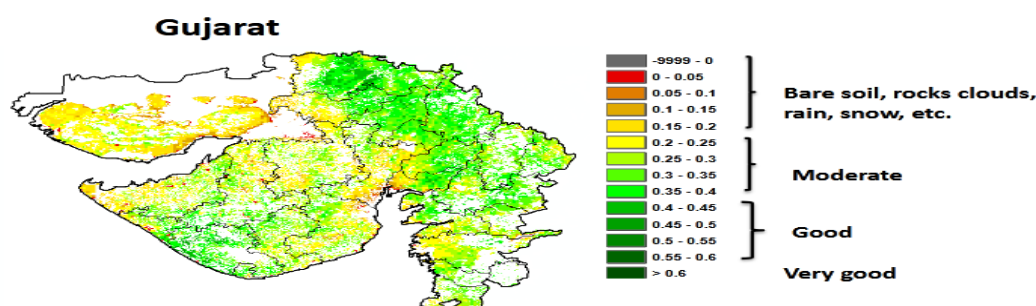 Gujarat
-9999 - 0
0 - 0.05
0.05 - 0.1
0.1 - 0.15
0.15 - 0.2
0.2 - 0.25
0.25 - 0.3
0.3 - 0.35
0.35 - 0.4
0.4 - 0.45
0.45 - 0.5
0.5 - 0.55
0.55 - 0.6
> 0.6
Bare soil, rocks clouds,
rain, snow, etc.
Moderate
Good
Very good